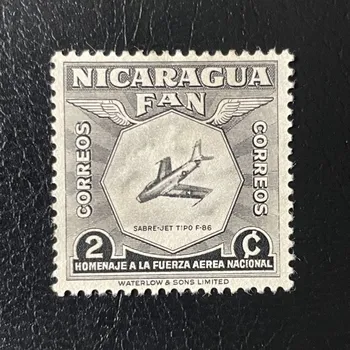 NICARAGUA
FAN
CORREOS
CORREOS
SABRE-JET TIPO F-86
2 ¢
HOMENAJE A LA FUERZA AEREA NACIONAL
WATERLOW & SONS LIMITED